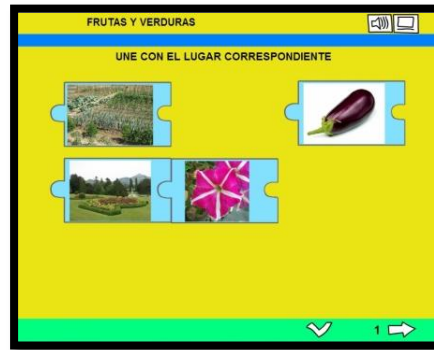 FRUTAS Y VERDURAS
UNE CON EL LUGAR CORRESPONDIENTE
1